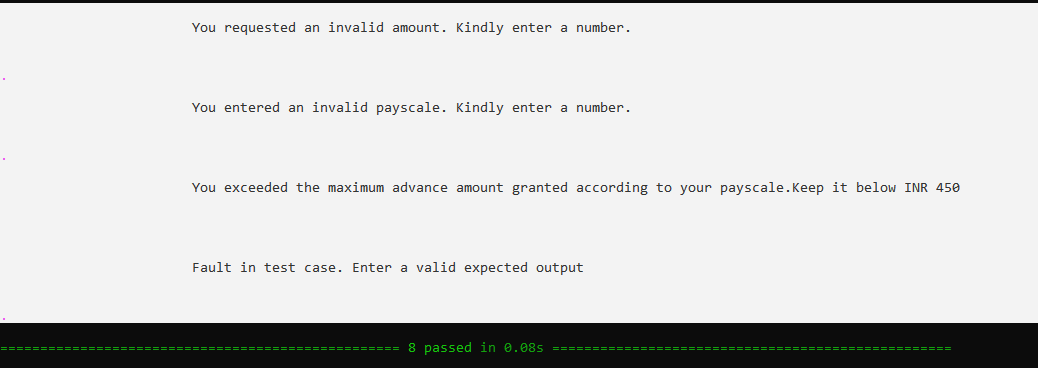 You requested an invalid amount. Kindly enter a number.
.
You entered an invalid payscale. Kindly enter a number.
.
You exceeded the maximum advance amount granted according to your payscale.Keep it below INR 450
Fault in test case. Enter a valid expected output
.
================================================== 8 passed in 0.08s ==================================================